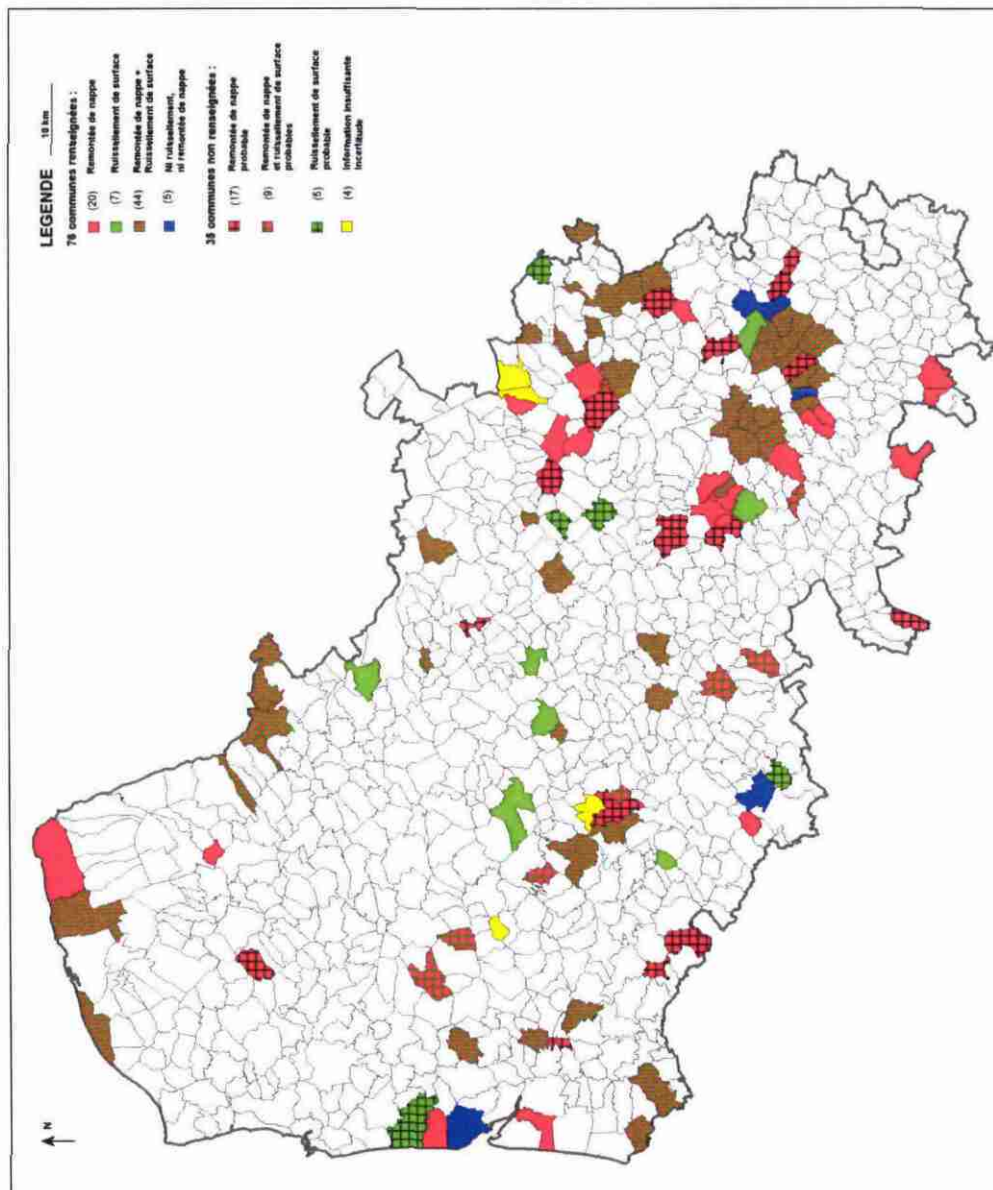 LEGENDE
10 km
76 communes renseignées :
(20) Remontée de nappe
(7) Ruissellement de surface
(44) Remontée de nappe +
Ruissellement de surface
(5) Ni ruissellement,
ni remontée de nappe
35 communes non renseignées :
(17) Remontée de nappe
probable
(9) Remontée de nappe
et ruissellement de surface
probables
(5) Ruissellement de surface
probable
(4) Information insuffisante
Incertitude
N